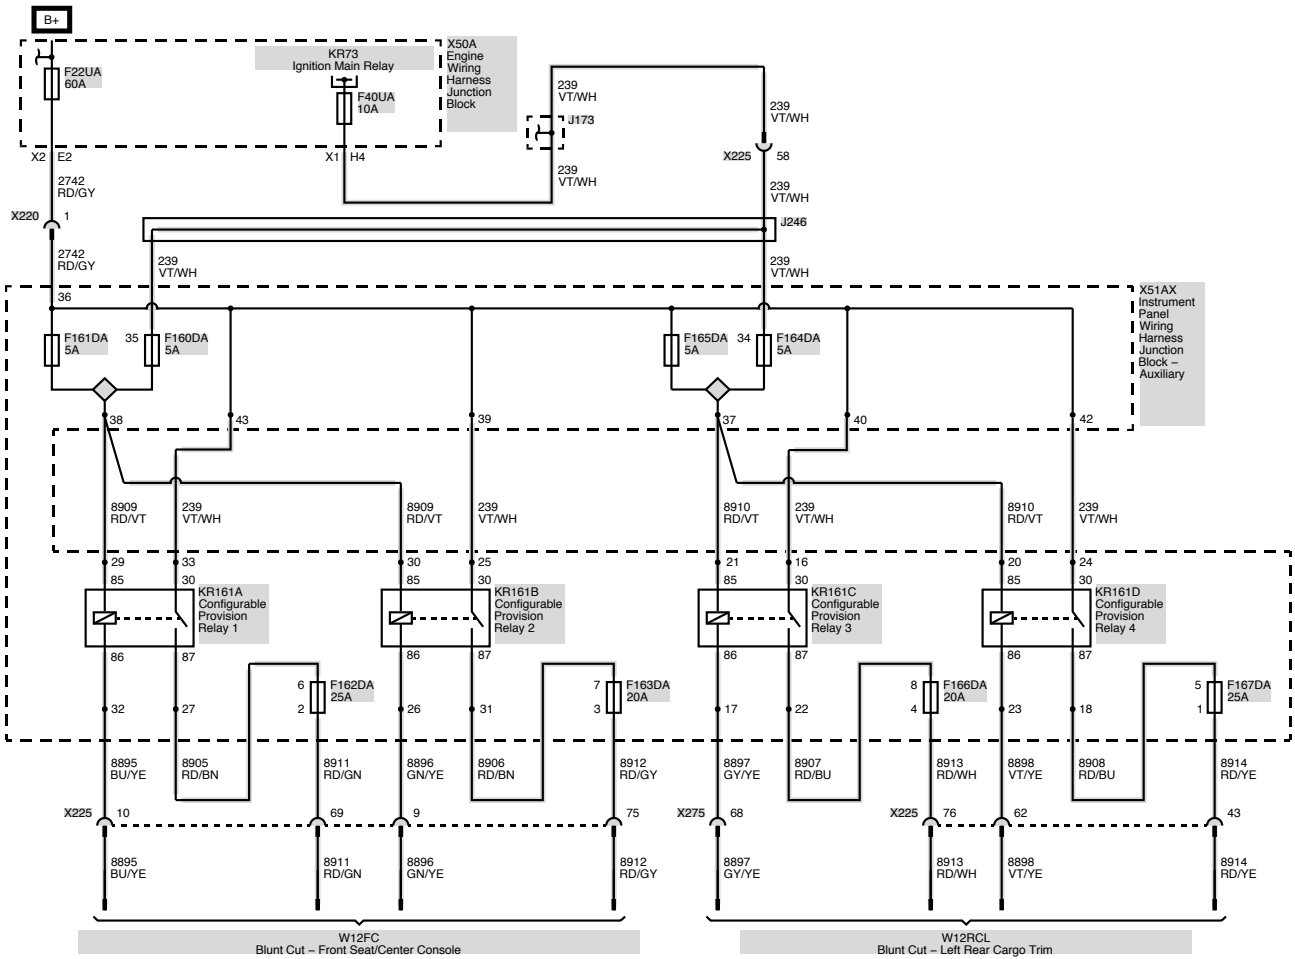 B+
F22UA
60A
KR73
Ignition Main Relay
F40UA
10A
X50A
Engine
Wiring
Harness
Junction
Block
X2 E2
X1 H4
239
VT/WH
J173
239
VT/WH
239
VT/WH
X225 58
239
VT/WH
2742
RD/GY
X220 1
2742
RD/GY
J246
239
VT/WH
239
VT/WH
36
X51AX
Instrument
Panel
Wiring
Harness
Junction
Block –
Auxiliary
F161DA
5A
35
F160DA
5A
F165DA
5A
34
F164DA
5A
38
43
39
37
40
42
8909
RD/VT
239
VT/WH
8909
RD/VT
239
VT/WH
8910
RD/VT
239
VT/WH
8910
RD/VT
239
VT/WH
29
33
30
25
21
16
20
24
85
30
85
30
85
30
85
30
KR161A
Configurable
Provision
Relay 1
KR161B
Configurable
Provision
Relay 2
KR161C
Configurable
Provision
Relay 3
KR161D
Configurable
Provision
Relay 4
86
87
86
87
86
87
86
87
6
F162DA
25A
2
7
F163DA
20A
3
8
F166DA
20A
4
5
F167DA
25A
1
32
27
26
31
17
22
23
18
8895
BU/YE
8905
RD/BN
8911
RD/GN
8896
GN/YE
8906
RD/BN
8912
RD/GY
8897
GY/YE
8907
RD/BU
8913
RD/WH
8898
VT/YE
8908
RD/BU
8914
RD/YE
X225 10
69
9
75
X275 68
X225 76
62
43
8895
BU/YE
8911
RD/GN
8896
GN/YE
8912
RD/GY
8897
GY/YE
8913
RD/WH
8898
VT/YE
8914
RD/YE
W12FC
Blunt Cut – Front Seat/Center Console
W12RCL
Blunt Cut – Left Rear Cargo Trim